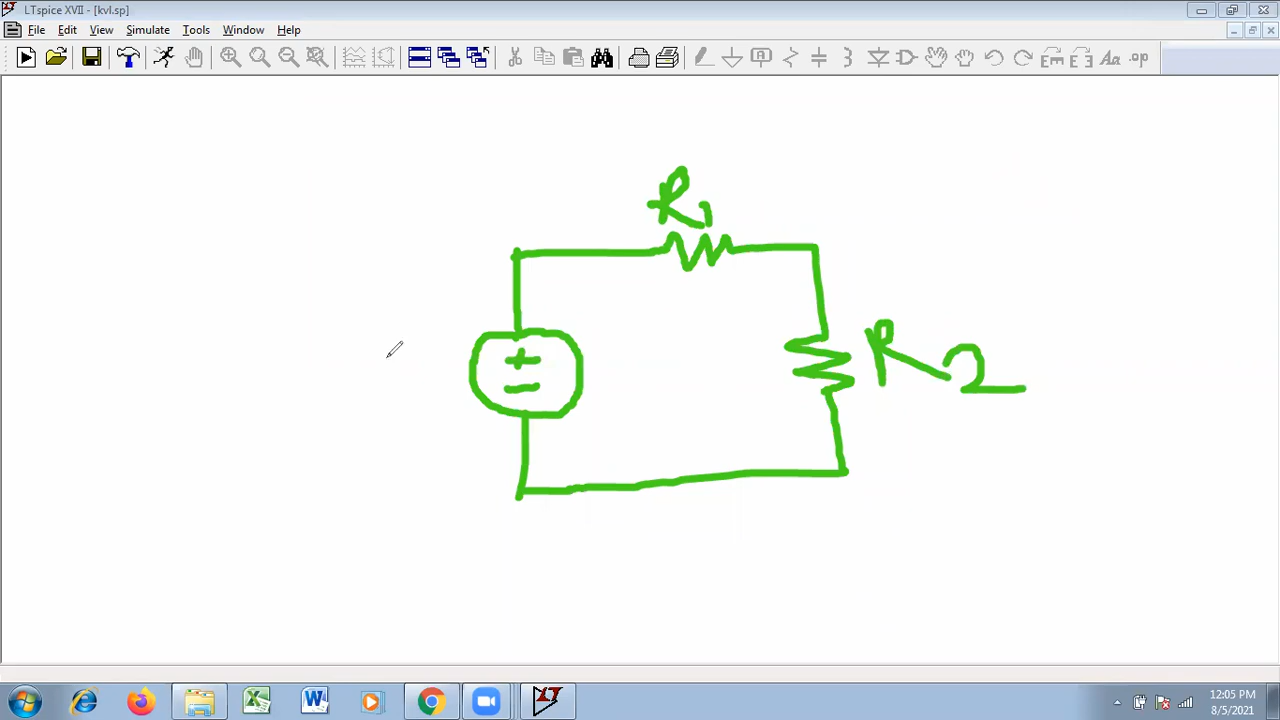 LTspice XVII - [kvl.sp]
File Edit View Simulate Tools Window Help
.op
R1
+
R2
12:05 PM
8/5/2021